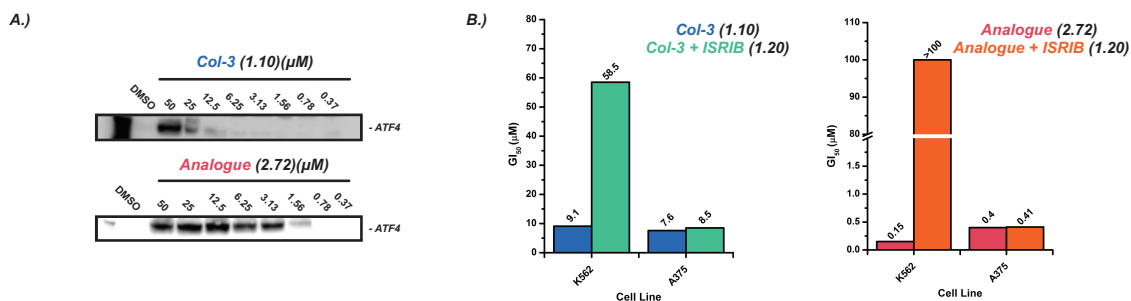 A.)
Col-3 (1.10)(μM)
DMSO 50 25 12.5 6.25 3.13 1.56 0.78 0.37
- ATF4
Analogue (2.72)(μM)
DMSO 50 25 12.5 6.25 3.13 1.56 0.78 0.37
- ATF4
B.)
Col-3 (1.10)
Col-3 + ISRIB (1.20)
GI50 (μM)
80
70
60
50
40
30
20
10
0
9.1
58.5
7.6
8.5
K562
A375
Cell Line
Analogue (2.72)
Analogue + ISRIB (1.20)
GI50 (μM)
110
100
90
80
1.5
1.0
0.5
0.0
0.15
>100
0.4
0.41
K562
A375
Cell Line